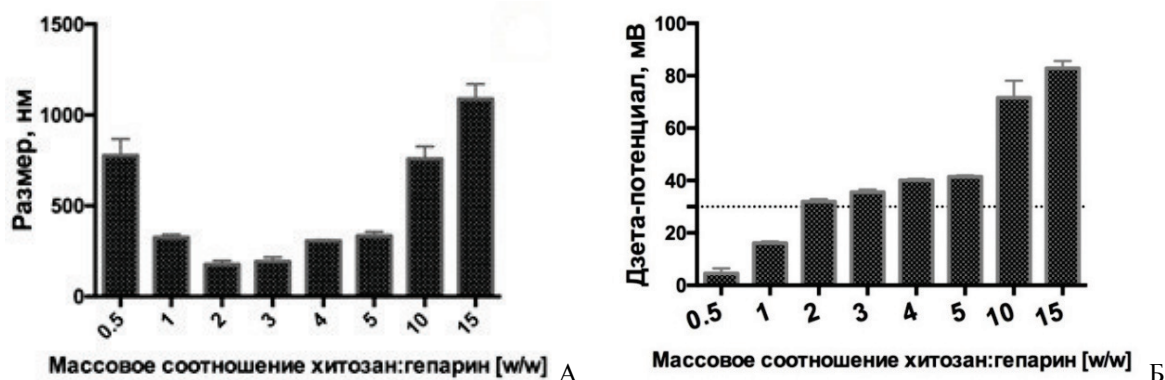 Размер, нм
1500
1000
500
0
0.5 1 2 3 4 5 10 15
Массовое соотношение хитозан:гепарин [w/w]
А
Дзета-потенциал, мВ
100
80
60
40
20
0
0.5 1 2 3 4 5 10 15
Массовое соотношение хитозан:гепарин [w/w]
Б